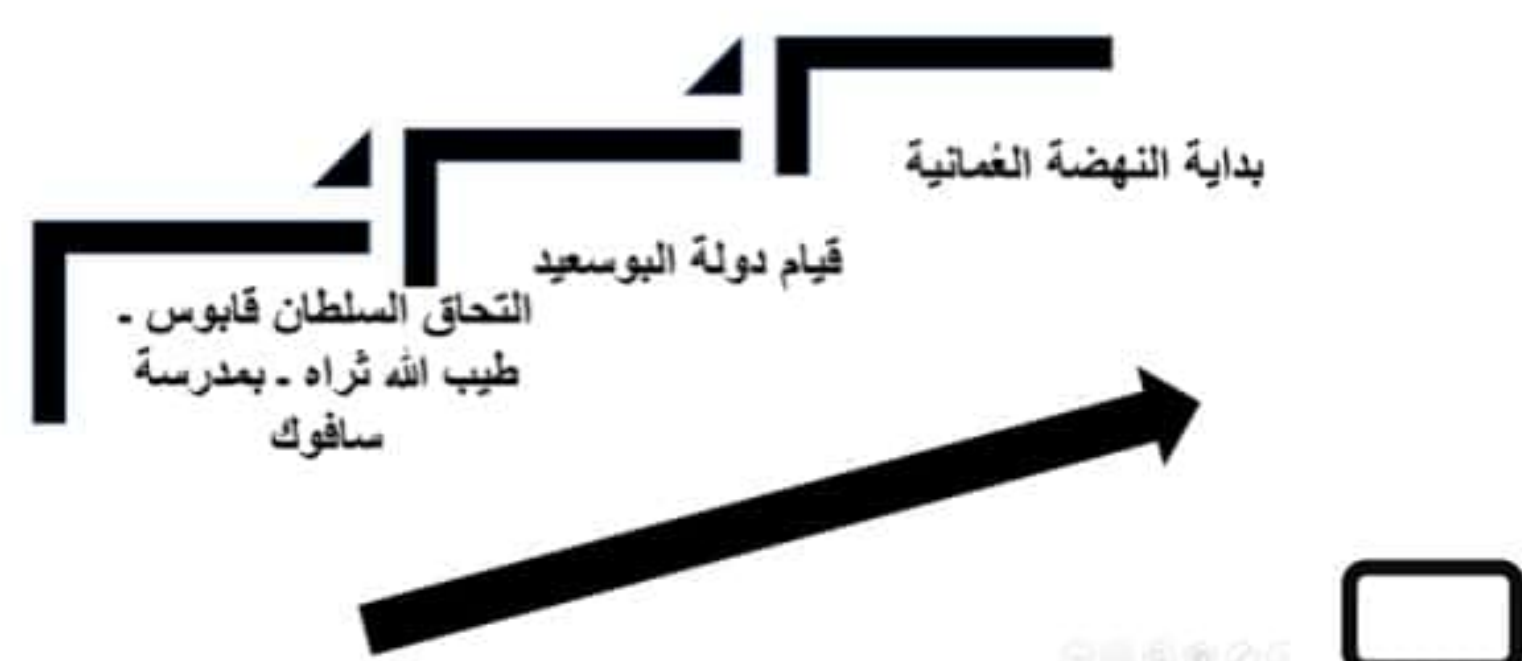 بداية النهضة العُمانية
قيام دولة البوسعيد
التحاق السلطان قابوس -
طيب الله ثراه - بمدرسة
سافوك